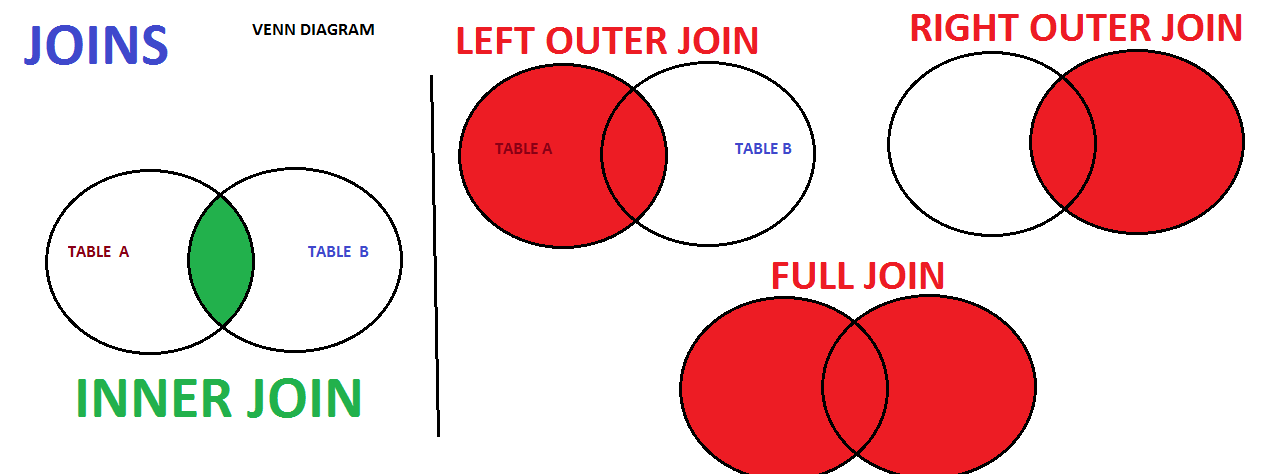 JOINS
VENN DIAGRAM
TABLE A
TABLE B
INNER JOIN
LEFT OUTER JOIN
TABLE A
TABLE B
RIGHT OUTER JOIN
FULL JOIN